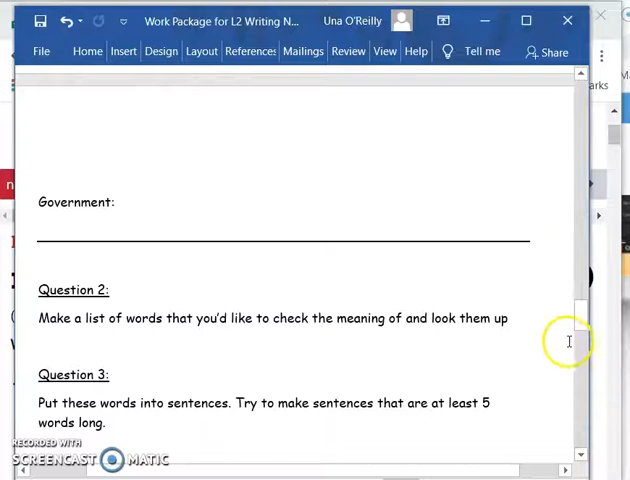 Work Package for L2 Writing N... Una O'Reilly
File Home Insert Design Layout References Mailings Review View Help Tell me Share
arks
Government:
Question 2:
Make a list of words that you'd like to check the meaning of and look them up
Question 3:
Put these words into sentences. Try to make sentences that are at least 5
words long.
RECORDED WITH
SCREENCAST MATIC